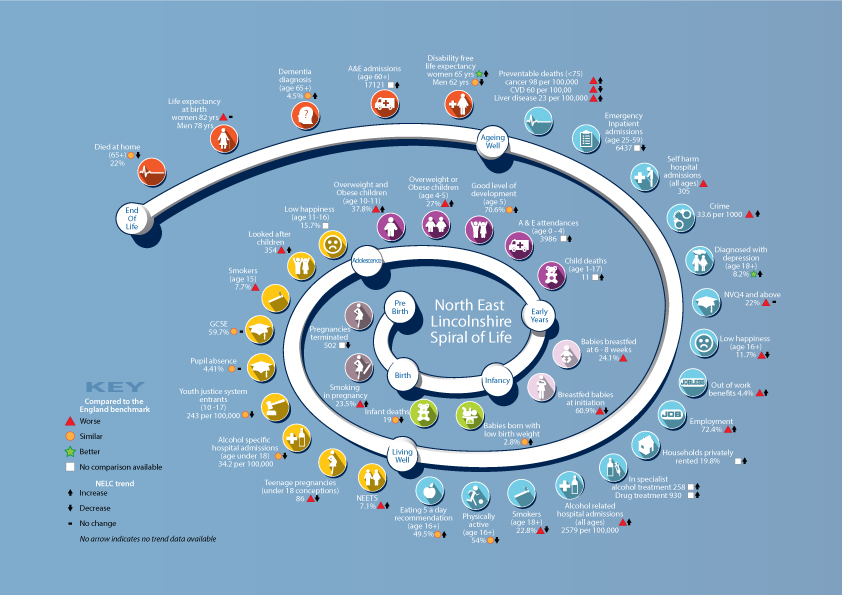 Disability free
life expectancy
women 65 yrs
Men 62 yrs
A&E admissions
(age 60+)
17121
Dementia
diagnosis
(age 65+)
4.5%
Life expectancy
at birth
women 82 yrs
Men 78 yrs
Died at home
(65+)
22%
Preventable deaths (<75)
cancer 98 per 100,000
CVD 60 per 100,00
Liver disease 23 per 100,000
Emergency
Inpatient
admissions
(age 25-59)
6437
Self harm
hospital
admissions
(all ages)
305
Crime
33.6 per 1000
Diagnosed with
depression
(age 18+)
8.2%
NVQ4 and above
22%
Low happiness
(age 16+)
11.7%
JOBLESS
Out of work
benefits 4.4%
JOB
Employment
72.4%
Households privately
rented 19.8%
In specialist
alcohol treatment 258
Drug treatment 930
Alcohol related
hospital admissions
(all ages)
2579 per 100,000
Smokers
(age 18+)
22.8%
Physically
active
(age 16+)
54%
Eating 5 a day
recommendation
(age 16+)
49.5%
NEETS
7.1%
Teenage pregnancies
(under 18 conceptions)
86
Alcohol specific
hospital admissions
(age under 18)
34.2 per 100,000
Youth justice system
entrants
(10 -17)
243 per 100,000
Pupil absence
4.41%
GCSE
59.7%
Smokers
(age 15)
7.7%
Looked after
children
354
Low happiness
(age 11-16)
15.7%
Overweight and
Obese children
(age 10-11)
37.8%
Overweight or
Obese children
(age 4-5)
27%
Good level of
development
(age 5)
70.6%
A & E attendances
(age 0 - 4)
3986
Child deaths
(age 1-17)
11
Babies breastfed
at 6 - 8 weeks
24.1%
Breastfed babies
at initiation
60.9%
Babies born with
low birth weight
2.8%
Infant deaths
19
Smoking
in pregnancy
23.5%
Pregnancies
terminated
502
End
Of
Life
Ageing
Well
Living
Well
Adolescence
Early
Years
Infancy
Birth
Pre
Birth
North East
Lincolnshire
Spiral of Life
KEY
Compared to the
England benchmark
Worse
Similar
Better
No comparison available
NELC trend
Increase
Decrease
No change
No arrow indicates no trend data available